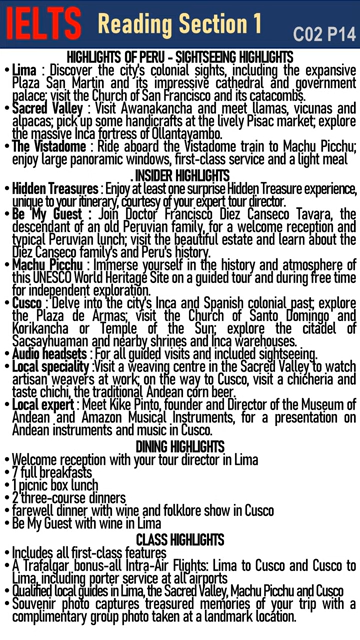 IELTS Reading Section 1 C02 P14
HIGHLIGHTS OF PERU - SIGHTSEEING HIGHLIGHTS
• Lima : Discover the city's colonial sights, including the expansive
Plaza San Martin and its impressive cathedral and government
palace; visit the Church of San Francisco and its catacombs.
• Sacred Valley : Visit Awanakancha and meet llamas, vicunas and
alpacas; pick up some handicrafts at the lively Pisac market; explore
the massive Inca fortress of Ollantayambo.
• The Vistadome : Ride aboard the Vistadome train to Machu Picchu;
enjoy large panoramic windows, first-class service and a light meal
. INSIDER HIGHLIGHTS
• Hidden Treasures : Enjoy at least one surprise Hidden Treasure experience,
unique to your itinerary, courtesy of your expert tour director.
• Be My Guest : Join Doctor Francisco Diez Canseco Tavara, the
descendant of an old Peruvian family, for a welcome reception and
typical Peruvian lunch; visit the beautiful estate and learn about the
Diez Canseco family's and Peru's history.
• Machu Picchu : Immerse yourself in the history and atmosphere of
this UNESCO World Heritage Site on a guided tour and during free time
for independent exploration.
• Cusco : Delve into the city's Inca and Spanish colonial past; explore
the Plaza de Armas; visit the Church of Santo Domingo and
Korikancha or Temple of the Sun; explore the citadel of
Sacsayhuaman and nearby shrines and Inca warehouses.
• Audio headsets : For all guided visits and included sightseeing.
• Local speciality :Visit a weaving centre in the Sacred Valley to watch
artisan weavers at work; on the way to Cusco, visit a chicheria and
taste chichi, the traditional Andean corn beer.
• Local expert : Meet Kike Pinto, founder and Director of the Museum of
Andean and Amazon Musical Instruments, for a presentation on
Andean instruments and music in Cusco.
DINING HIGHLIGHTS
• Welcome reception with your tour director in Lima
• 7 full breakfasts
• 1 picnic box lunch
• 2 three-course dinners
• farewell dinner with wine and folklore show in Cusco
• Be My Guest with wine in Lima
CLASS HIGHLIGHTS
• Includes all first-class features
• A Trafalgar bonus-all Intra-Air Flights: Lima to Cusco and Cusco to
Lima, including porter service at all airports
• Qualified local guides in Lima, the Sacred Valley, Machu Picchu and Cusco
• Souvenir photo captures treasured memories of your trip with a
complimentary group photo taken at a landmark location.